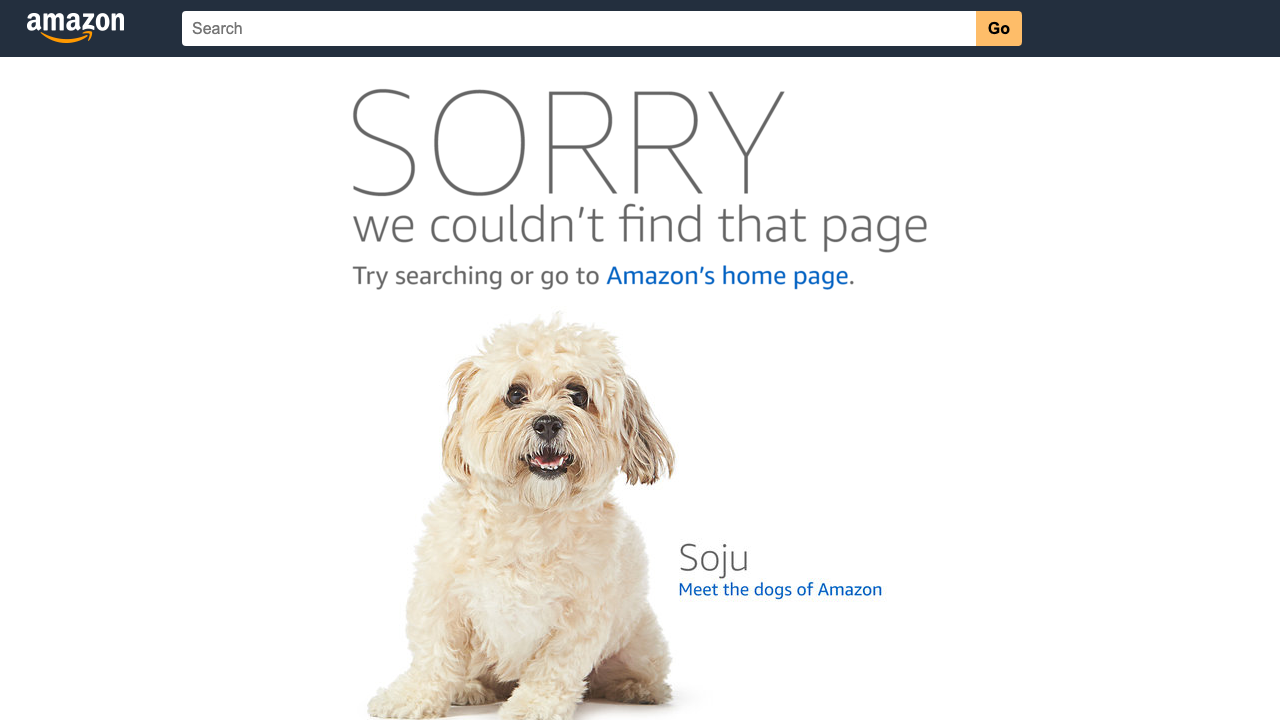 amazon
Search
Go
SORRY
we couldn't find that page
Try searching or go to Amazon's home page.
Soju
Meet the dogs of Amazon